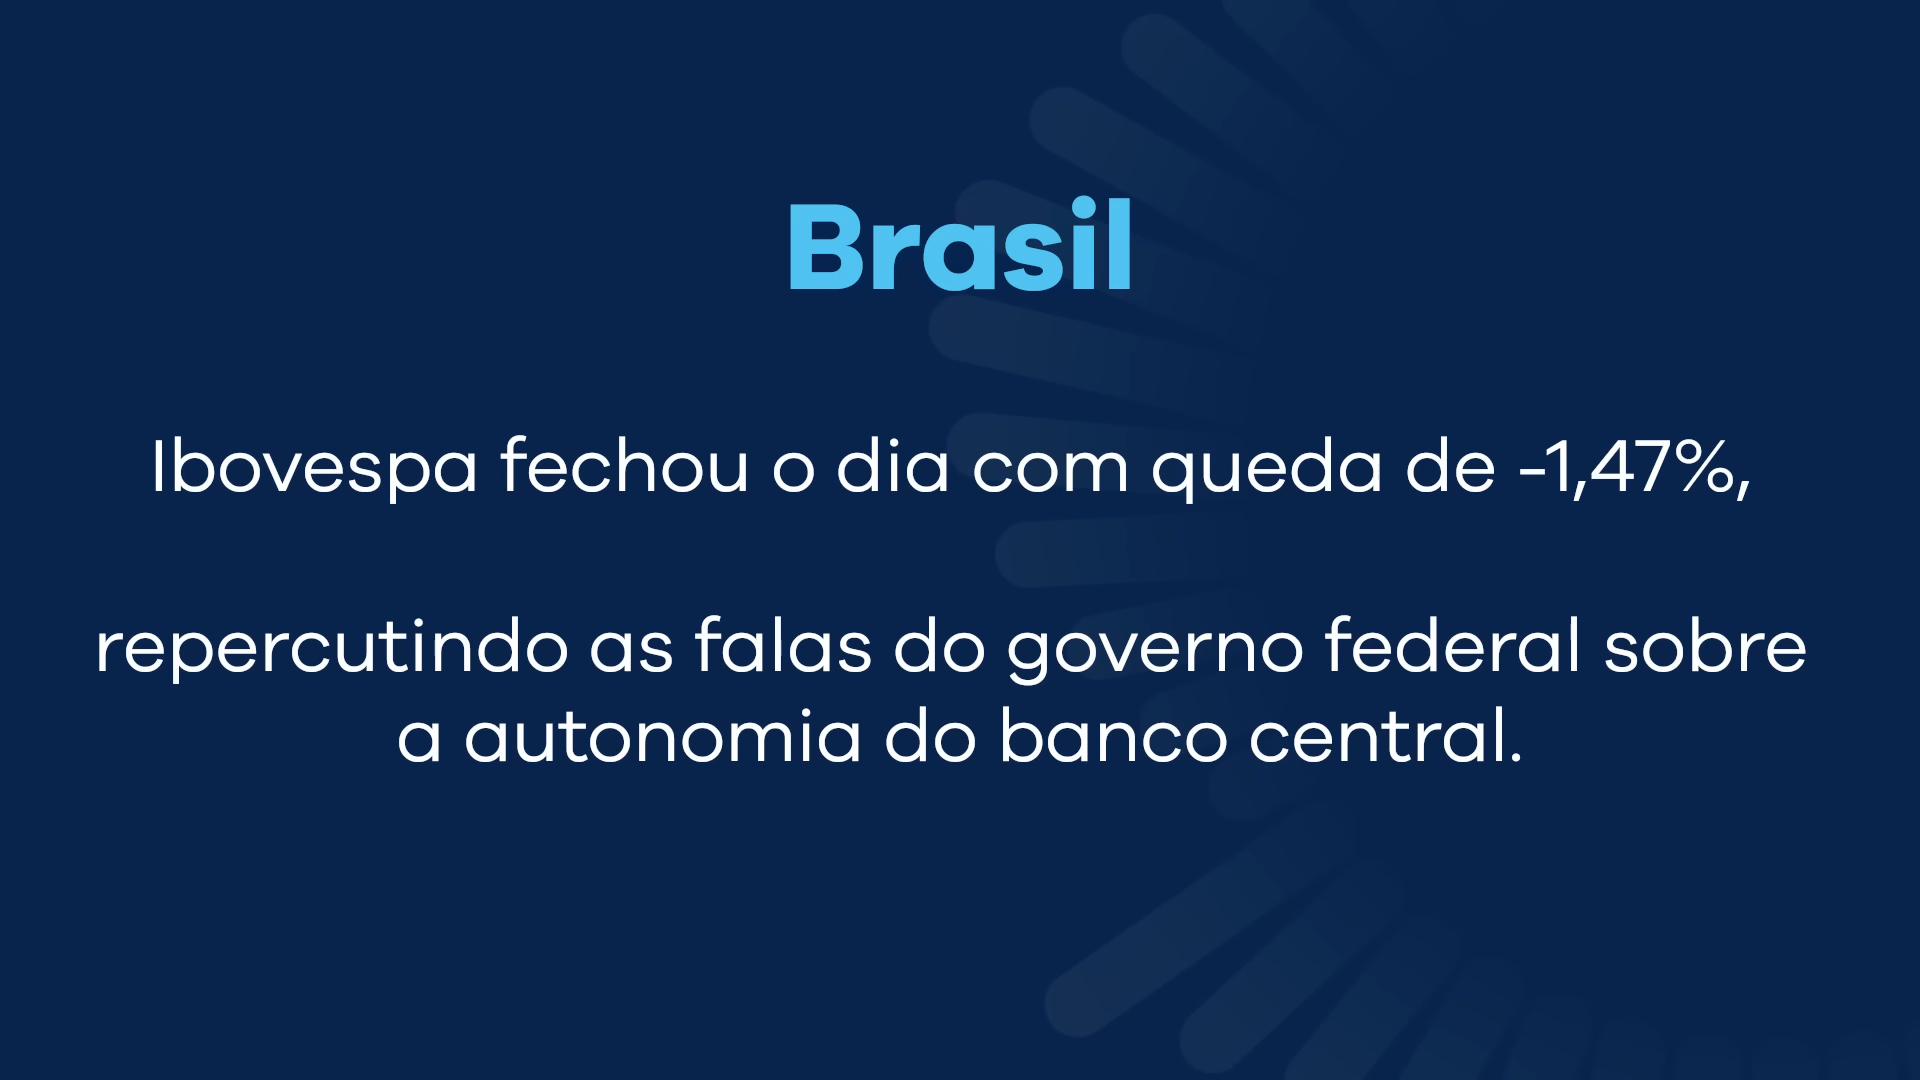 Brasil
Ibovespa fechou o dia com queda de -1,47%,
repercutindo as falas do governo federal sobre
a autonomia do banco central.